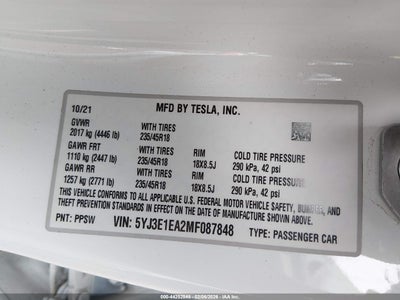 10/21 MFD BY TESLA, INC.
GVWR WITH TIRES
2017 kg (4446 lb) 235/45R18
GAWR FRT WITH TIRES RIM COLD TIRE PRESSURE
1110 kg (2447 lb) 235/45R18 18X8.5J 290 kPa, 42 psi
GAWR RR WITH TIRES RIM COLD TIRE PRESSURE
1257 kg (2771 lb) 235/45R18 18X8.5J 290 kPa, 42 psi
THIS VEHICLE CONFORMS TO ALL APPLICABLE FEDERAL MOTOR VEHICLE SAFETY, BUMPER, AND
THEFT PREVENTION STANDARDS IN EFFECT ON THE DATE OF MANUFACTURE SHOWN ABOVE.
PNT: PPSW VIN: 5YJ3E1EA2MF087848 TYPE: PASSENGER CAR